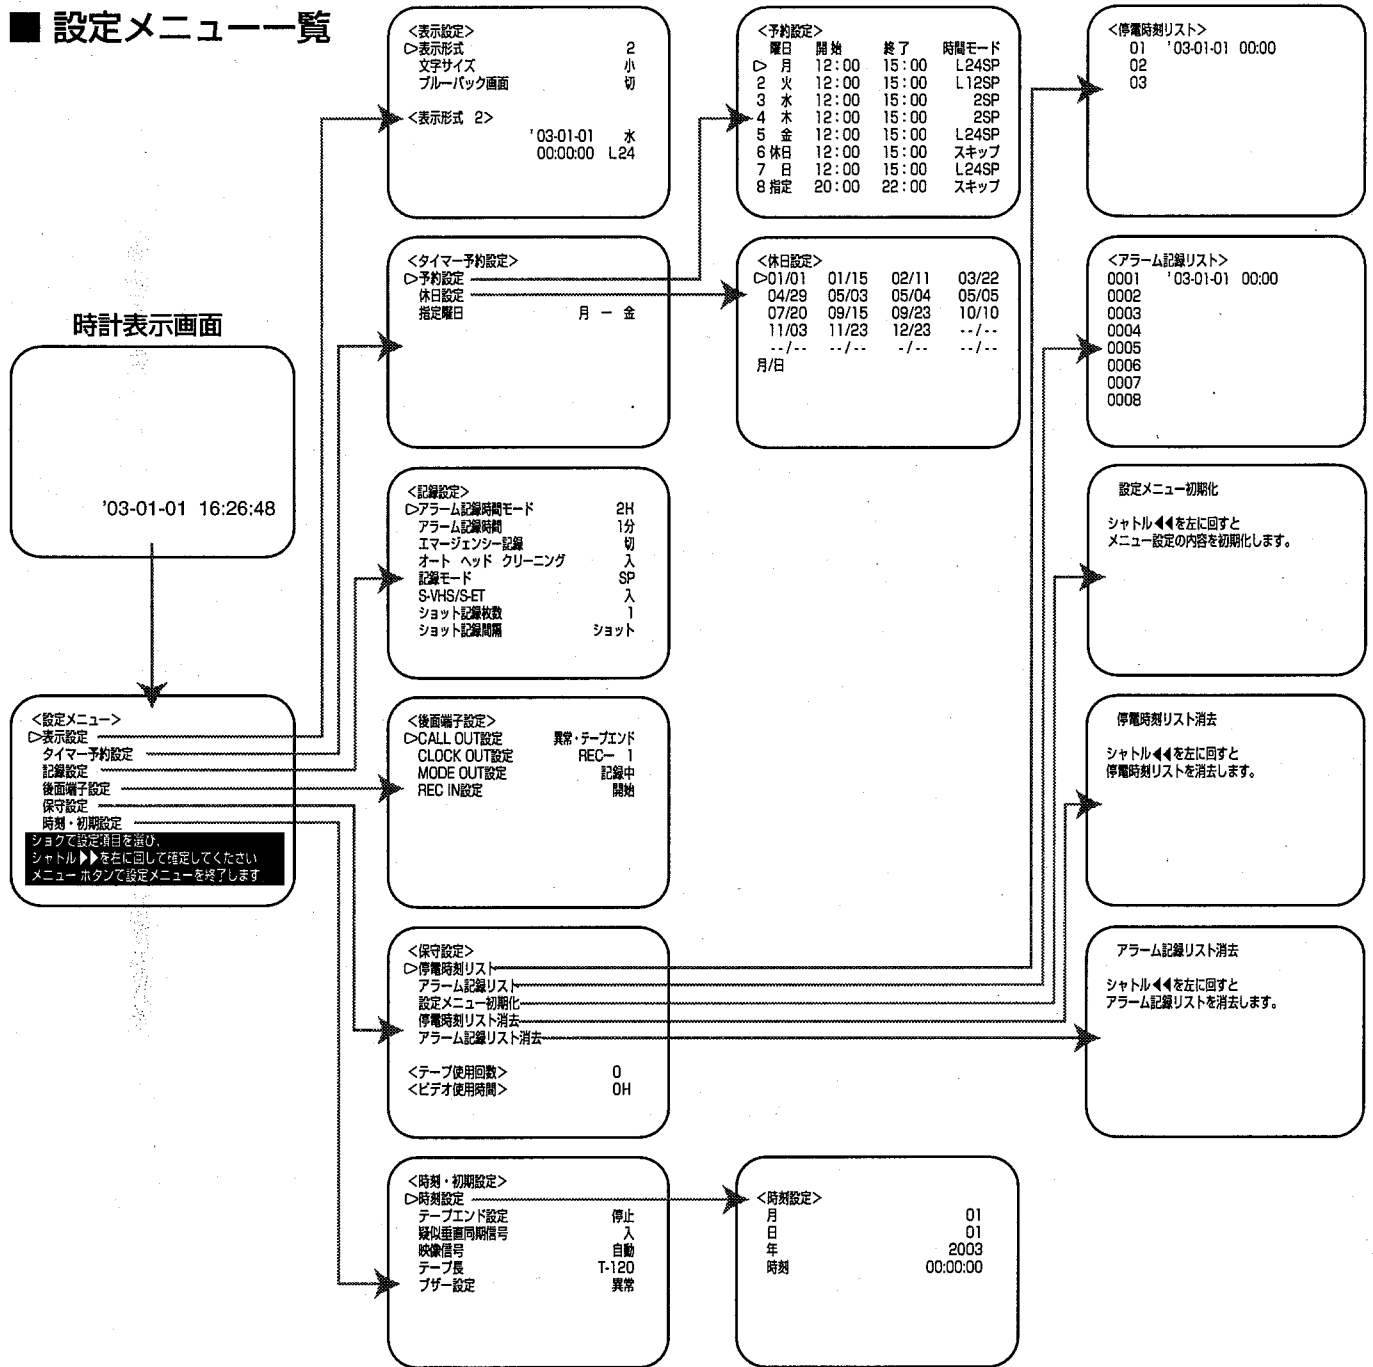 ■ 設定メニュー一覧
時計表示画面
'03-01-01 16:26:48
<設定メニュー>
▷表示設定
タイマー予約設定
記録設定
後面端子設定
保守設定
時刻・初期設定
ジョグで設定項目を選び、
シャトル▶▶を右に回して確定してください
メニューボタンで設定メニューを終了します
<表示設定>
▷表示形式 2
文字サイズ 小
ブルーバック画面 切
<表示形式 2>
'03-01-01 水
00:00:00 L24
<タイマー予約設定>
▷予約設定
休日設定
指定曜日 月 ー 金
<記録設定>
▷アラーム記録時間モード 2H
アラーム記録時間 1分
エマージェンシー記録 切
オート ヘッド クリーニング 入
記録モード SP
S-VHS/S-ET 入
ショット記録枚数 1
ショット記録間隔 ショット
<後面端子設定>
▷CALL OUT設定 異常・テープエンド
CLOCK OUT設定 RECー 1
MODE OUT設定 記録中
REC IN設定 開始
<保守設定>
▷停電時刻リスト
アラーム記録リスト
設定メニュー初期化
停電時刻リスト消去
アラーム記録リスト消去
<テープ使用回数> 0
<ビデオ使用時間> 0H
<時刻・初期設定>
▷時刻設定
テープエンド設定 停止
疑似垂直同期信号 入
映像信号 自動
テープ長 T-120
ブザー設定 異常
<予約設定>
曜日 開始 終了 時間モード
▷ 月 12:00 15:00 L24SP
2 火 12:00 15:00 L12SP
3 水 12:00 15:00 2SP
4 木 12:00 15:00 2SP
5 金 12:00 15:00 L24SP
6 休日 12:00 15:00 スキップ
7 日 12:00 15:00 L24SP
8 指定 20:00 22:00 スキップ
<休日設定>
▷01/01 01/15 02/11 03/22
04/29 05/03 05/04 05/05
07/20 09/15 09/23 10/10
11/03 11/23 12/23 --/--
--/-- --/-- -/-- --/--
月/日
<時刻設定>
月 01
日 01
年 2003
時刻 00:00:00
<停電時刻リスト>
01 '03-01-01 00:00
02
03
<アラーム記録リスト>
0001 '03-01-01 00:00
0002
0003
0004
0005
0006
0007
0008
設定メニュー初期化
シャトル◀◀を左に回すと
メニュー設定の内容を初期化します。
停電時刻リスト消去
シャトル◀◀を左に回すと
停電時刻リストを消去します。
アラーム記録リスト消去
シャトル◀◀を左に回すと
アラーム記録リストを消去します。